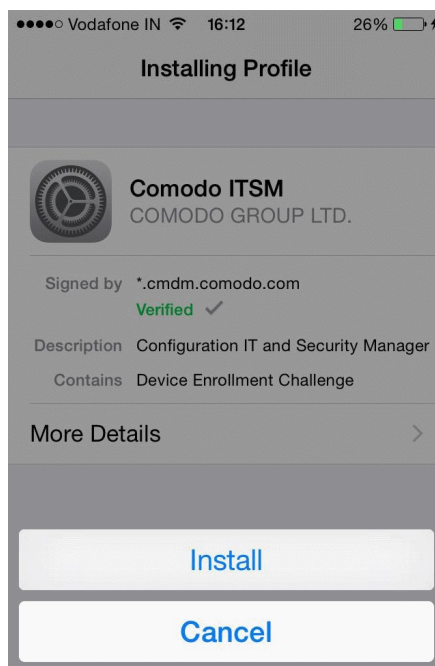 Vodafone IN 16:12 26%
Installing Profile
Comodo ITSM
COMODO GROUP LTD.
Signed by *.cmdm.comodo.com
Verified
Description Configuration IT and Security Manager
Contains Device Enrollment Challenge
More Details
Install
Cancel